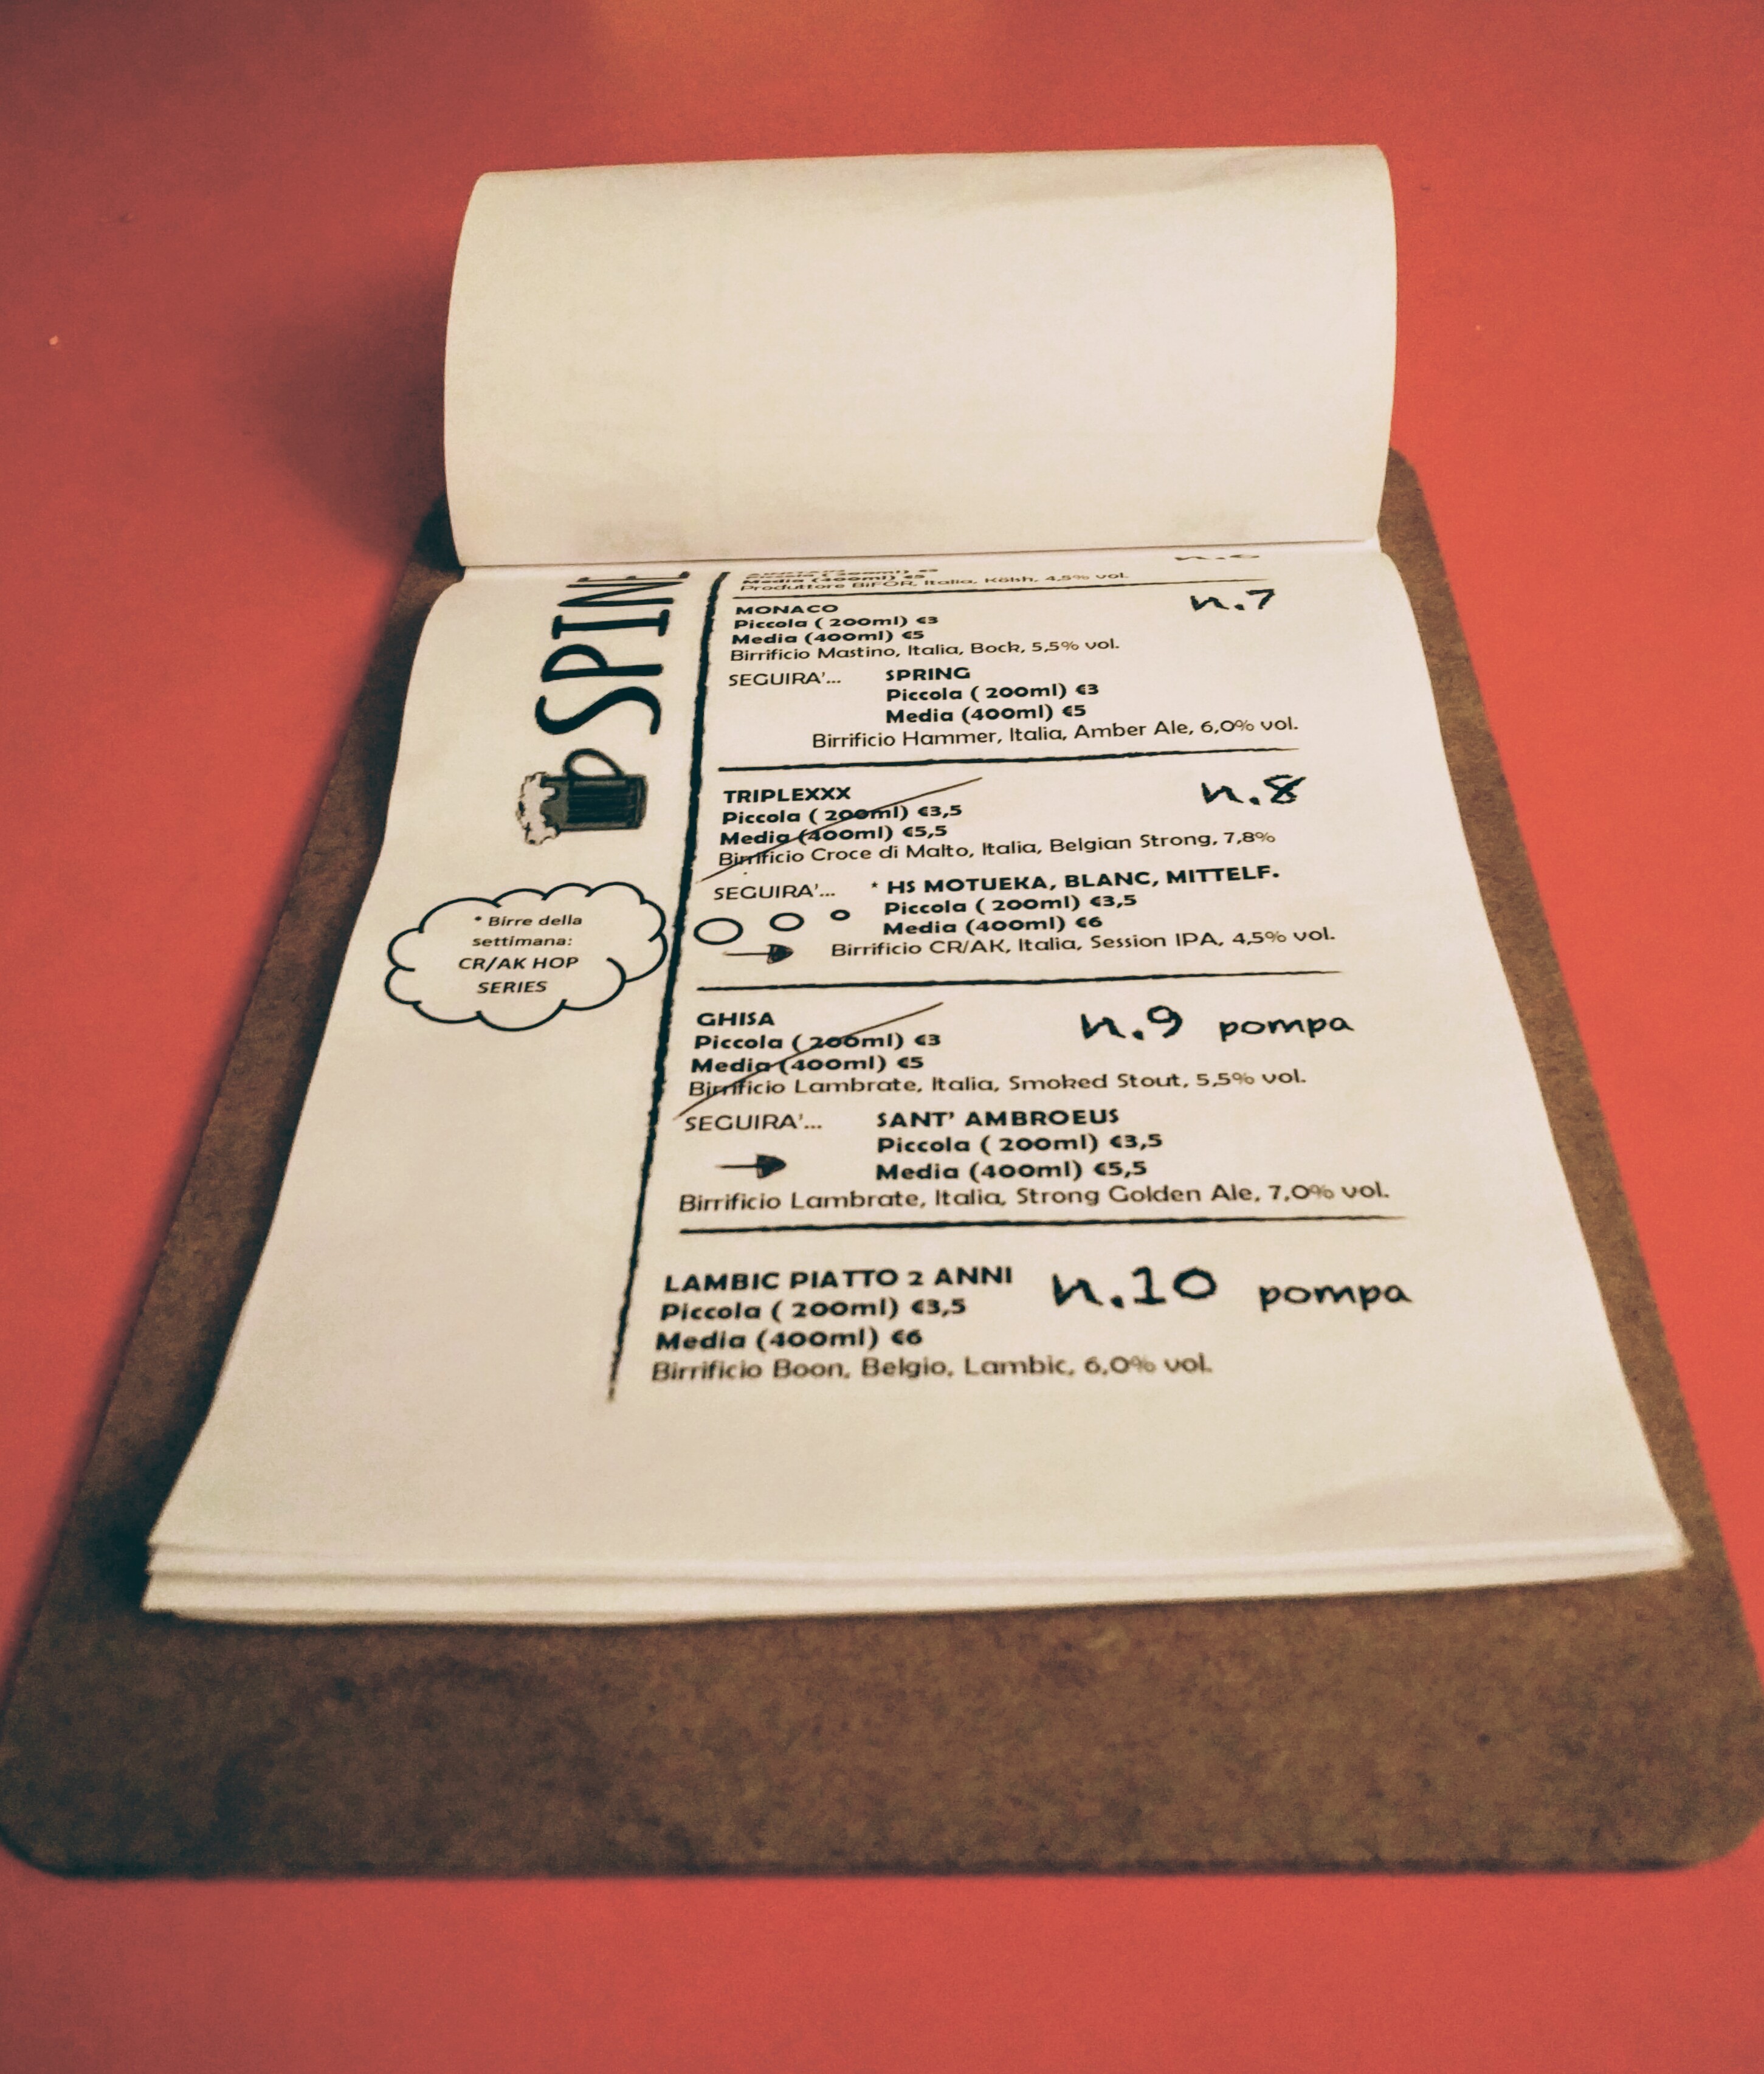 SPINE
n.6
Media (400ml) €5
Produttore BiFOR, Italia, Kölsh, 4,5% vol.
MONACO
n.7
Piccola ( 200ml) €3
Media (400ml) €5
Birrificio Mastino, Italia, Bock, 5,5% vol.
SEGUIRA'... SPRING
Piccola ( 200ml) €3
Media (400ml) €5
Birrificio Hammer, Italia, Amber Ale, 6,0% vol.
TRIPLEXXX
n.8
Piccola ( 200ml) €3,5
Media (400ml) €5,5
Birrificio Croce di Malto, Italia, Belgian Strong, 7,8%
SEGUIRA'... * HS MOTUEKA, BLANC, MITTELF.
Piccola ( 200ml) €3,5
Media (400ml) €6
Birrificio CR/AK, Italia, Session IPA, 4,5% vol.
* Birre della
settimana:
CR/AK HOP
SERIES
GHISA
n.9 pompa
Piccola ( 200ml) €3
Media (400ml) €5
Birrificio Lambrate, Italia, Smoked Stout, 5,5% vol.
SEGUIRA'... SANT' AMBROEUS
Piccola ( 200ml) €3,5
Media (400ml) €5,5
Birrificio Lambrate, Italia, Strong Golden Ale, 7,0% vol.
LAMBIC PIATTO 2 ANNI
n.10 pompa
Piccola ( 200ml) €3,5
Media (400ml) €6
Birrificio Boon, Belgio, Lambic, 6,0% vol.